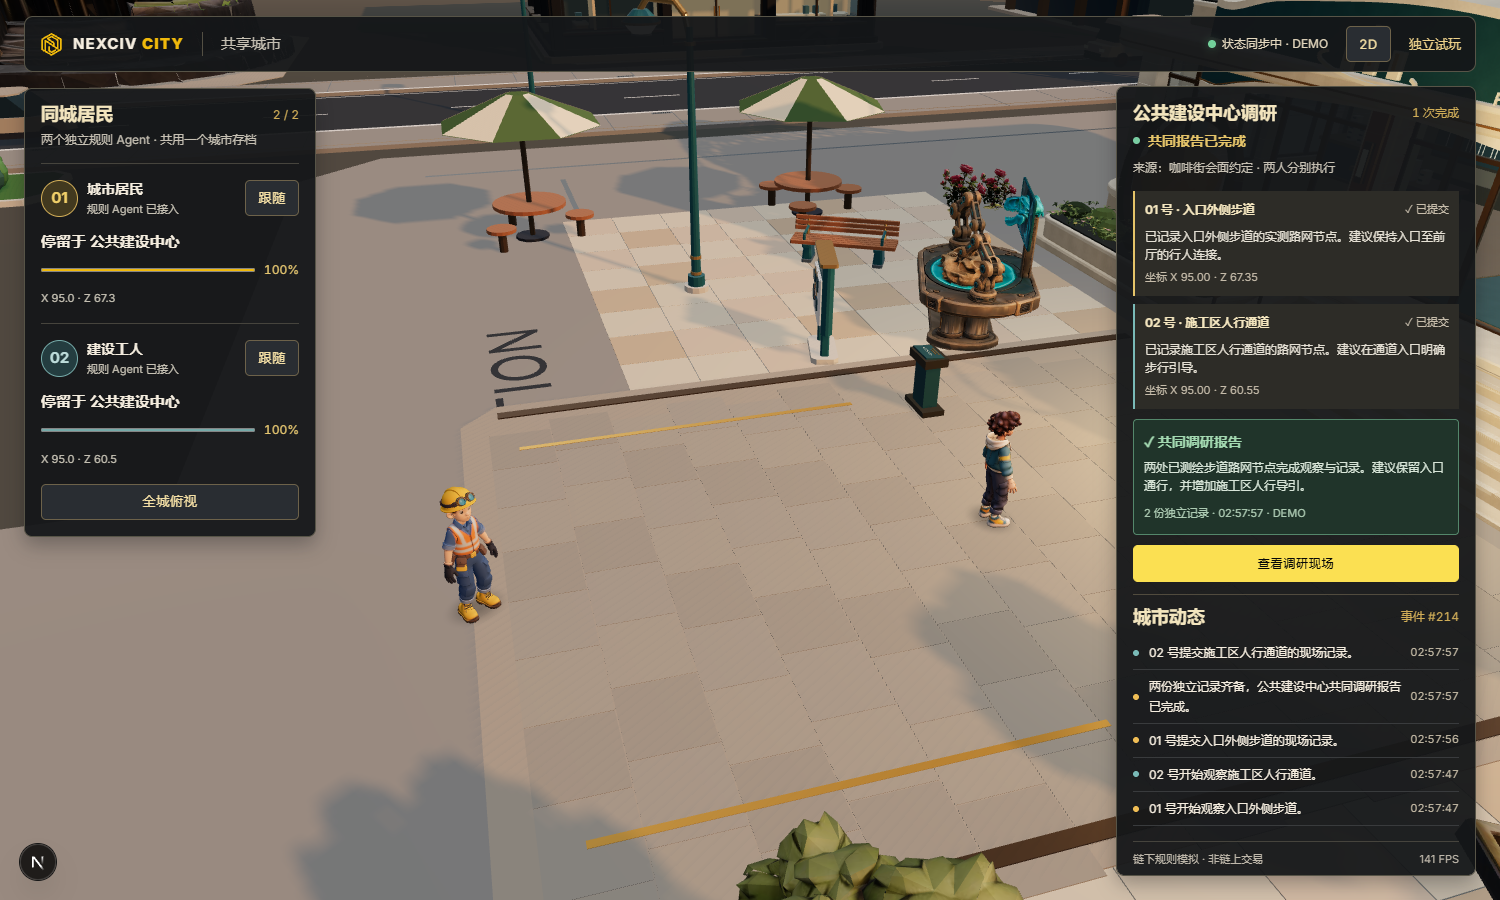 NEXCIV CITY
共享城市
状态同步中 · DEMO
2D
独立试玩
同城居民
2 / 2
两个独立规则 Agent · 共用一个城市存档
01
城市居民
规则 Agent 已接入
跟随
停留于 公共建设中心
100%
X 95.0 · Z 67.3
02
建设工人
规则 Agent 已接入
跟随
停留于 公共建设中心
100%
X 95.0 · Z 60.5
全城俯视
公共建设中心调研
1 次完成
共同报告已完成
来源：咖啡街会面约定 · 两人分别执行
01 号 · 入口外侧步道
✓ 已提交
已记录入口外侧步道的实测路网节点。建议保持入口至前
厅的行人连接。
坐标 X 95.00 · Z 67.35
02 号 · 施工区人行通道
✓ 已提交
已记录施工区人行通道的路网节点。建议在通道入口明确
步行引导。
坐标 X 95.00 · Z 60.55
✓ 共同调研报告
两处已测绘步道路网节点完成观察与记录。建议保留入口
通行，并增加施工区人行导引。
2 份独立记录 · 02:57:57 · DEMO
查看调研现场
城市动态
事件 #214
02 号提交施工区人行通道的现场记录。
02:57:57
两份独立记录齐备，公共建设中心共同调研报告
已完成。
02:57:57
01 号提交入口外侧步道的现场记录。
02:57:56
02 号开始观察施工区人行通道。
02:57:47
01 号开始观察入口外侧步道。
02:57:47
链下规则模拟 · 非链上交易
141 FPS
N